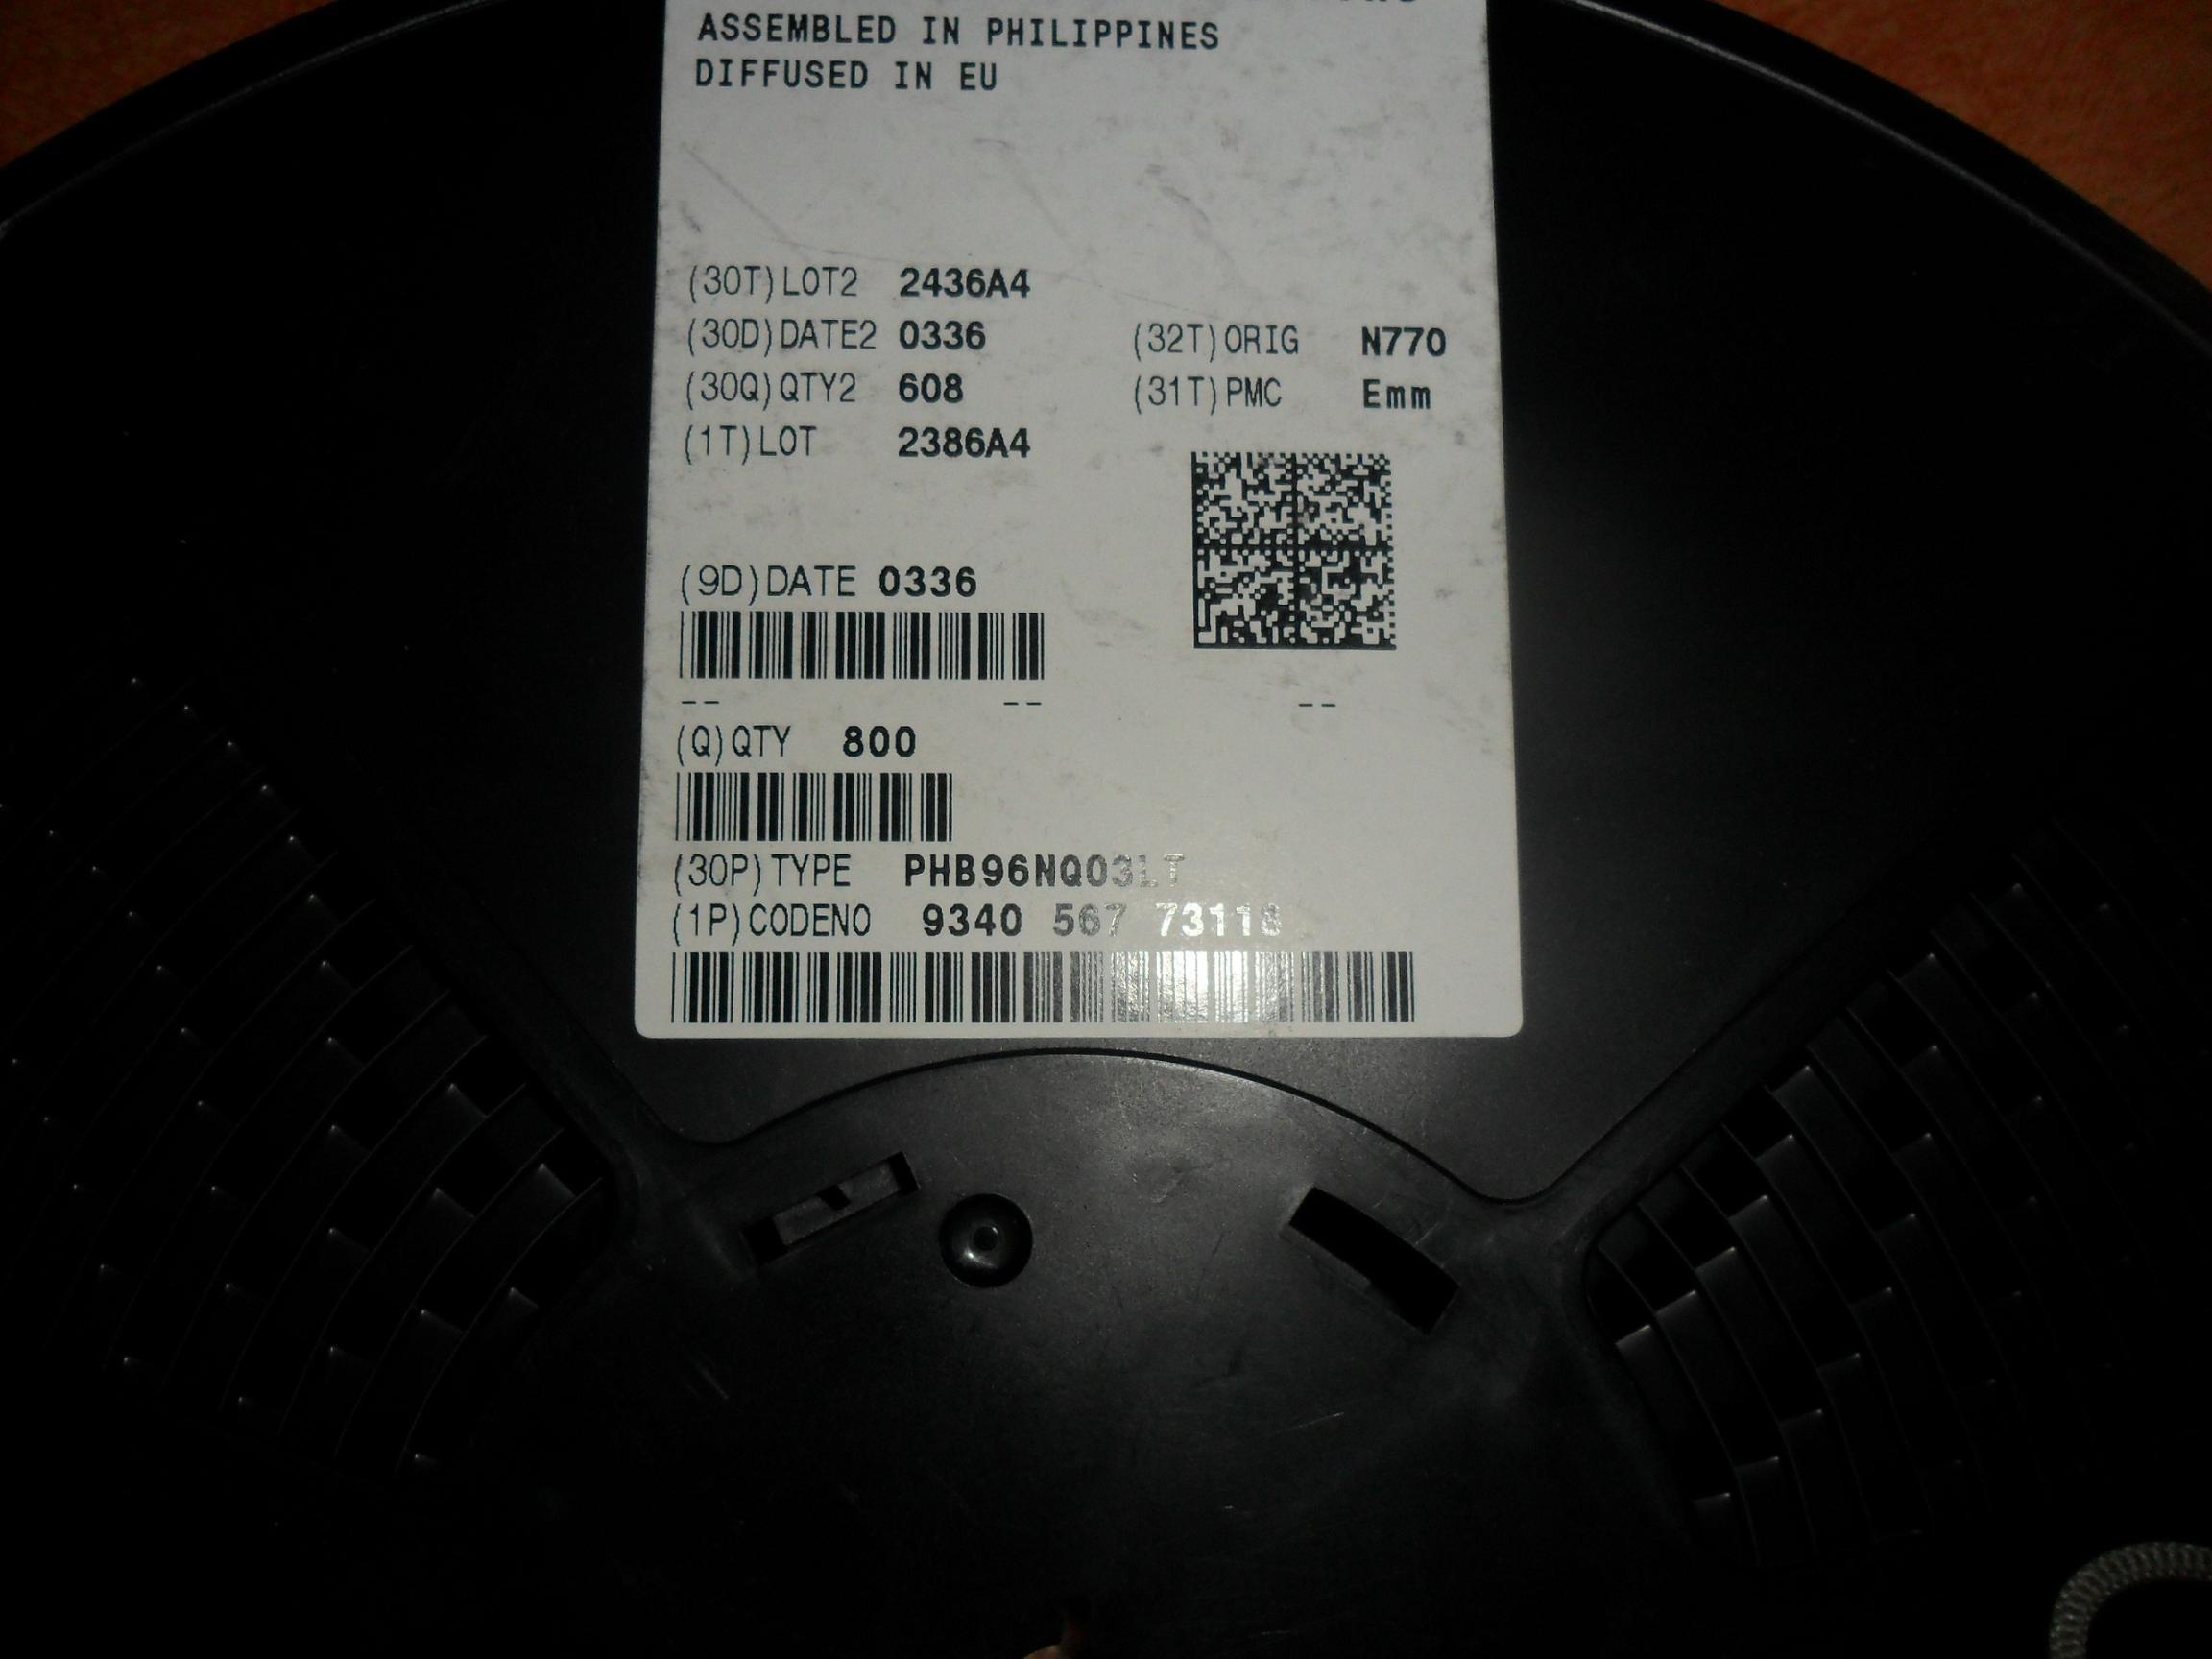 ASSEMBLED IN PHILIPPINES
DIFFUSED IN EU
(30T) LOT2 2436A4
(30D) DATE2 0336 (32T) ORIG N770
(30Q) QTY2 608 (31T) PMC Emm
(1T) LOT 2386A4
(9D) DATE 0336
-- -- --
(Q) QTY 800
(30P) TYPE PHB96NQ03LT
(1P) CODENO 9340 567 73118